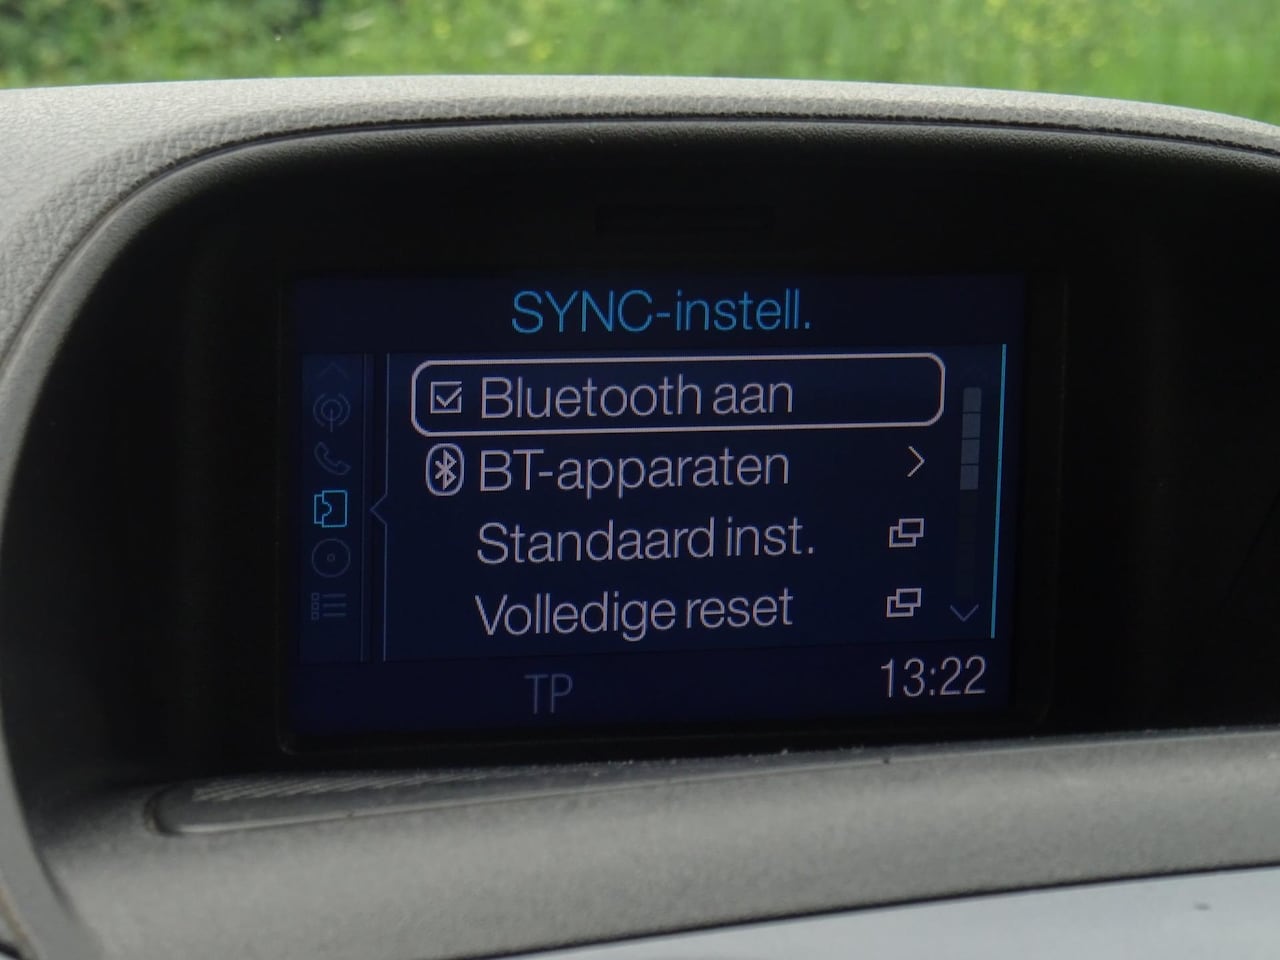 SYNC-instell.
Bluetooth aan
BT-apparaten
Standaard inst.
Volledige reset
TP
13:22